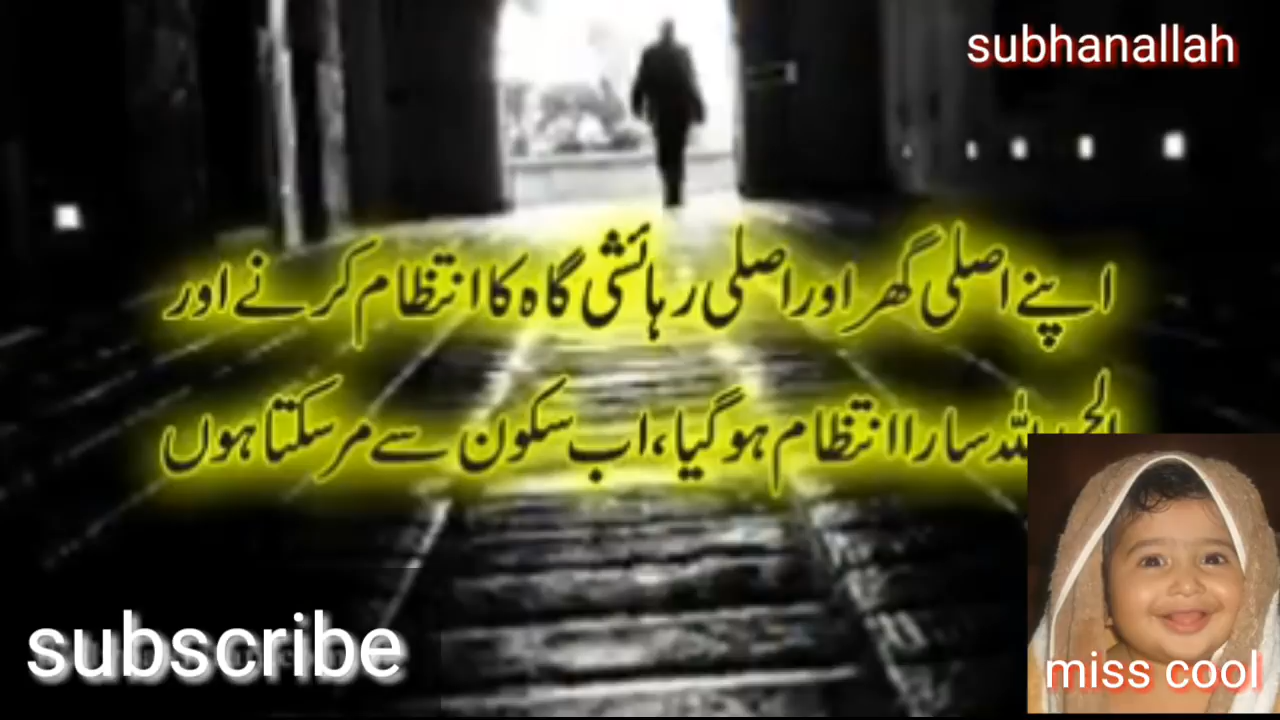 subhanallah
اپنے اصلی گھر اور اصلی رہائشی گاہ کا انتظام کرنے اور
الحمدللہ سارا انتظام ہو گیا، اب سکون سے مر سکتا ہوں
subscribe
miss cool